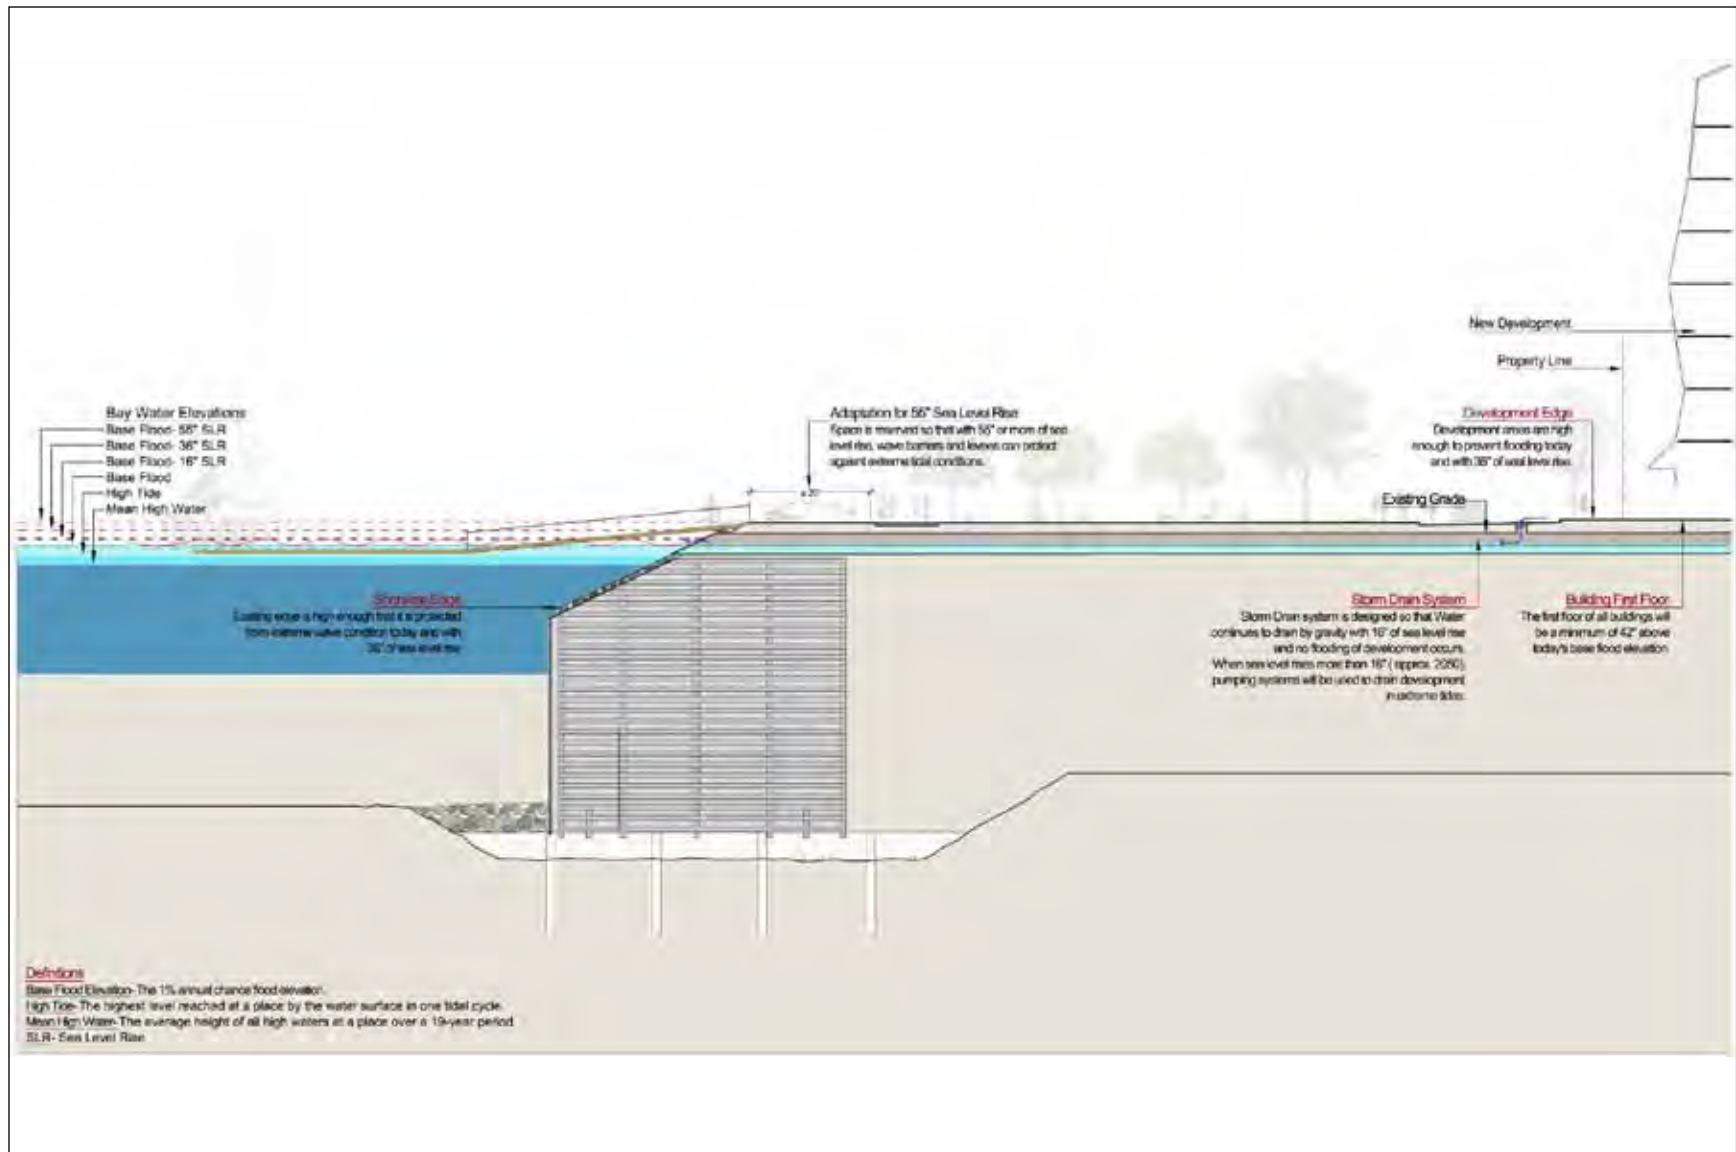 New Development
Property Line
Bay Water Elevations
Base Flood- 55" SLR
Base Flood- 36" SLR
Base Flood- 16" SLR
Base Flood
High Tide
Mean High Water
Adaptation for 55" Sea Level Rise
Space is reserved so that with 55" or more of sea
level rise, wave barriers and levees can protect
against extreme tidal conditions.
Development Edge
Development areas are high
enough to prevent flooding today
and with 36" of seal level rise.
Existing Grade
Shoreline Edge
Existing edge is high enough that it is protected
from extreme wave condition today and with
36" of sea level rise
Storm Drain System
Storm Drain system is designed so that Water
continues to drain by gravity with 16" of sea level rise
and no flooding of development occurs.
When sea level rises more than 16" ( approx. 2050),
pumping systems will be used to drain development
in extreme tides.
Building First Floor
The first floor of all buildings will
be a minimum of 42" above
today's base flood elevation
Definitions
Base Flood Elevation- The 1% annual chance flood elevation.
High Tide- The highest level reached at a place by the water surface in one tidal cycle.
Mean High Water- The average height of all high waters at a place over a 19-year period
SLR- Sea Level Rise